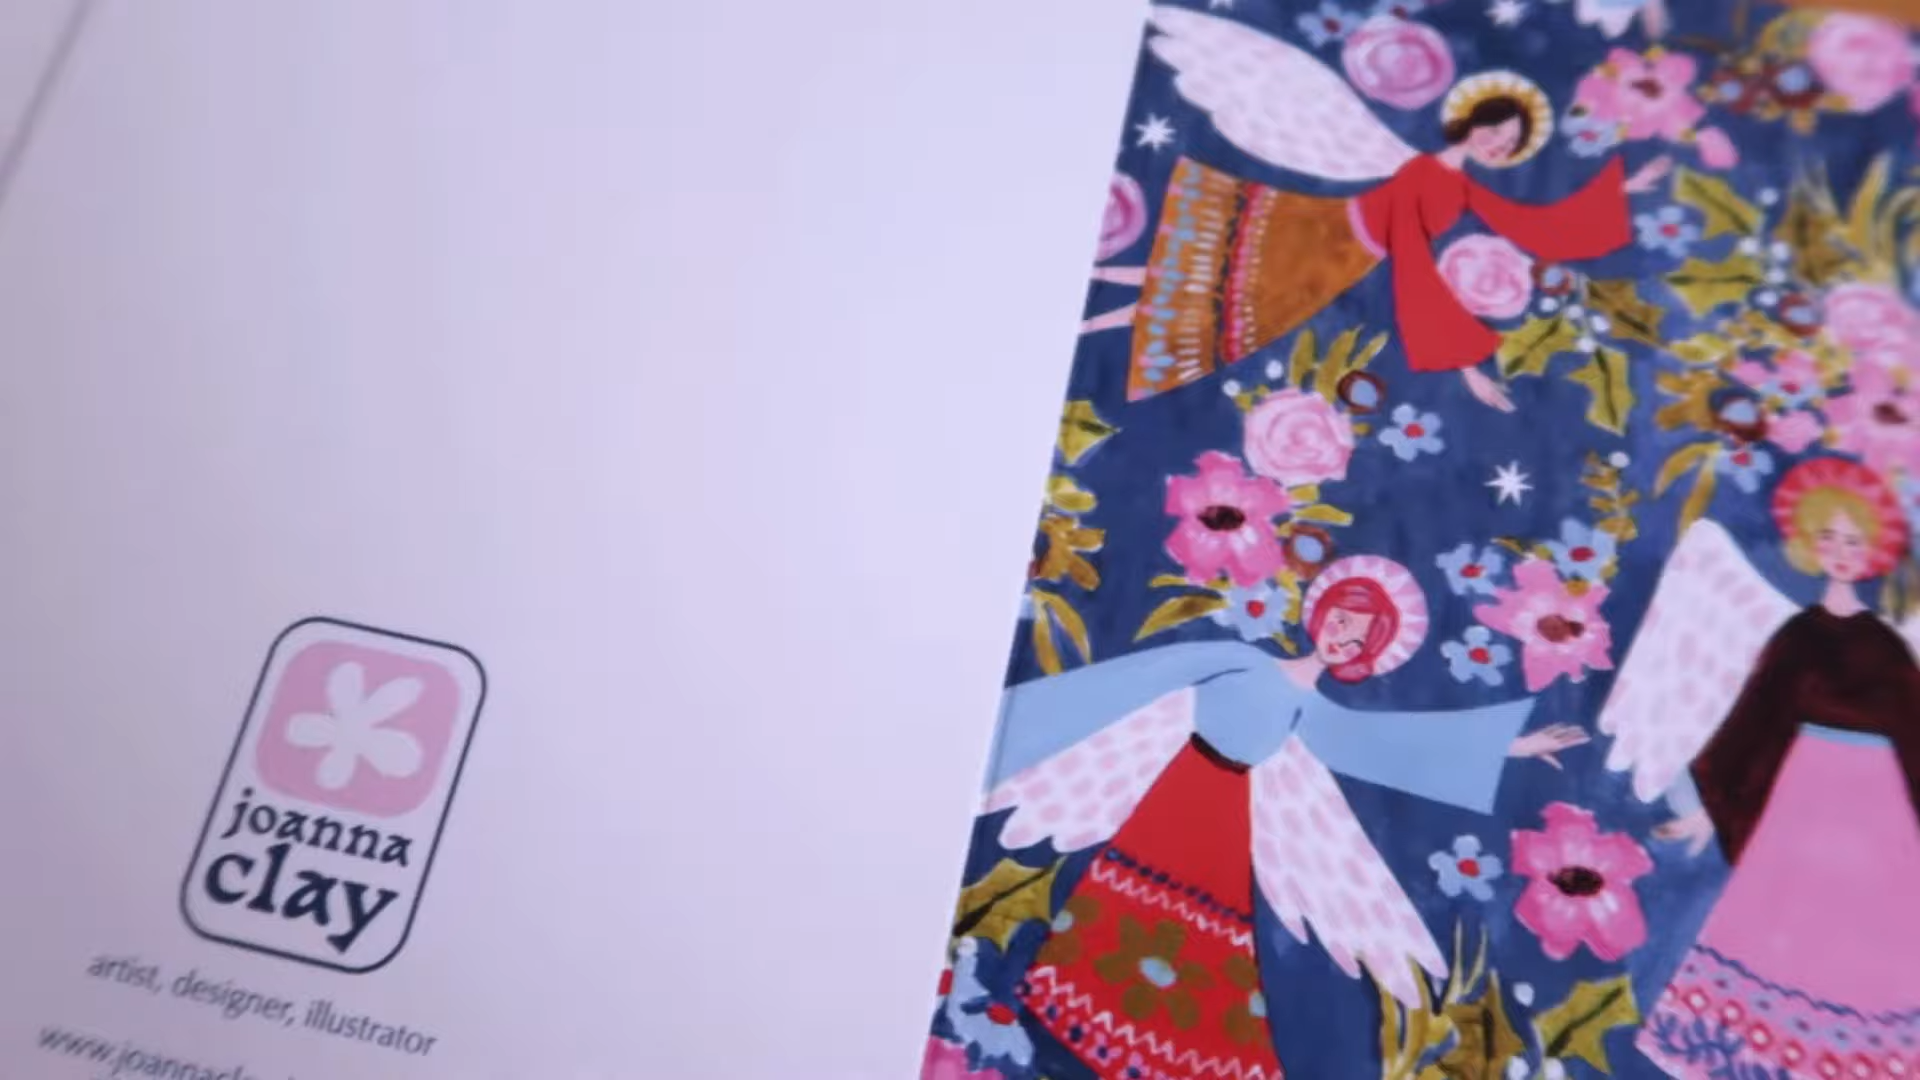 joanna
clay
artist, designer, illustrator